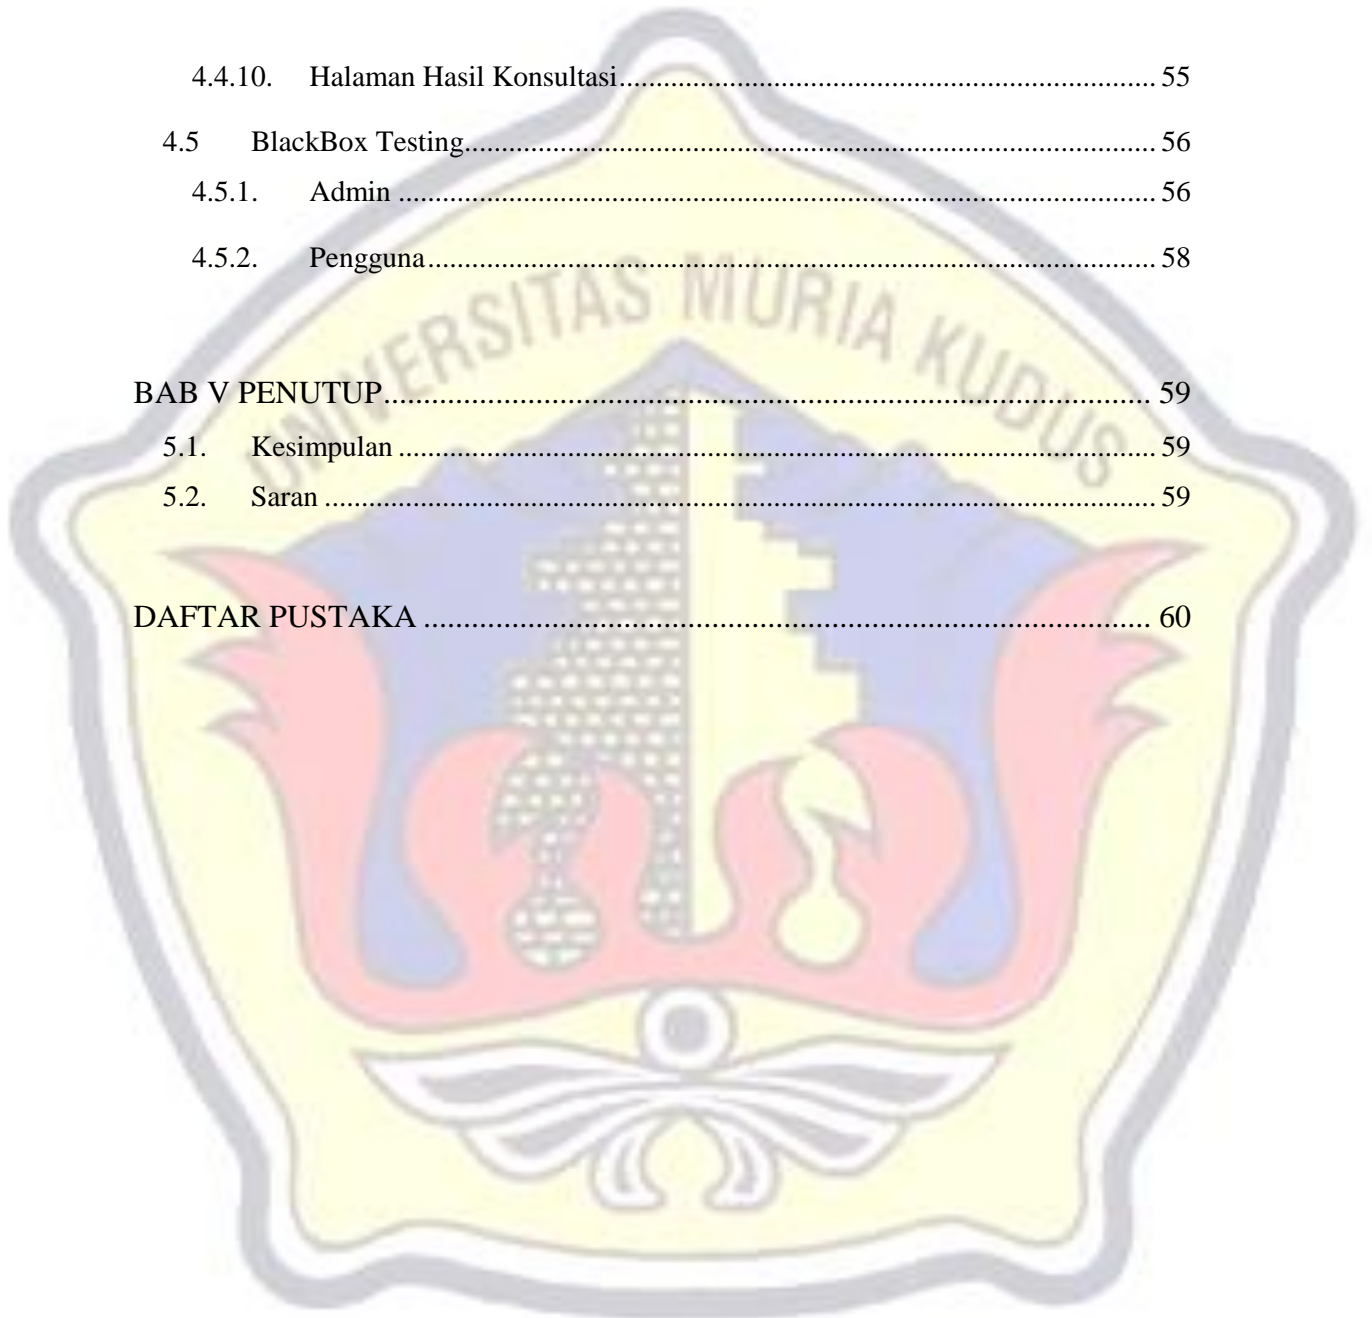 4.4.10. Halaman Hasil Konsultasi........................................................................ 55
4.5 BlackBox Testing............................................................................................ 56
4.5.1. Admin ..................................................................................................... 56
4.5.2. Pengguna................................................................................................. 58
UNIVERSITAS MURIA KUDUS
BAB V PENUTUP.................................................................................................... 59
5.1. Kesimpulan ..................................................................................................... 59
5.2. Saran ............................................................................................................... 59
DAFTAR PUSTAKA ............................................................................................... 60